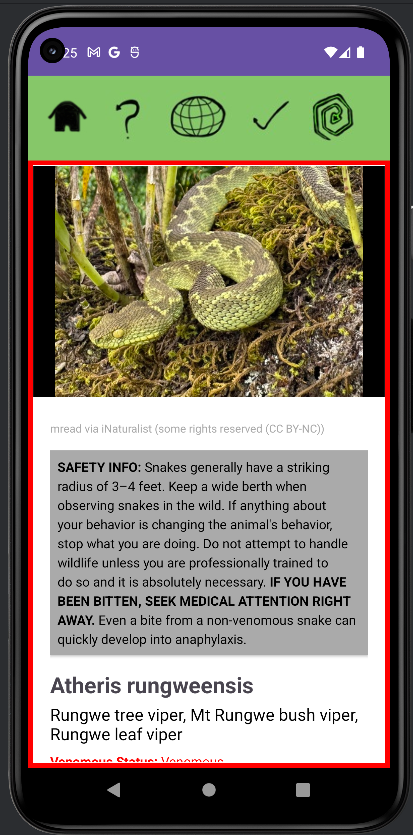 25
mread via iNaturalist (some rights reserved (CC BY-NC))
SAFETY INFO: Snakes generally have a striking
radius of 3–4 feet. Keep a wide berth when
observing snakes in the wild. If anything about
your behavior is changing the animal's behavior,
stop what you are doing. Do not attempt to handle
wildlife unless you are professionally trained to
do so and it is absolutely necessary. IF YOU HAVE
BEEN BITTEN, SEEK MEDICAL ATTENTION RIGHT
AWAY. Even a bite from a non-venomous snake can
quickly develop into anaphylaxis.
Atheris rungweensis
Rungwe tree viper, Mt Rungwe bush viper,
Rungwe leaf viper
Venomous Status: Venomous